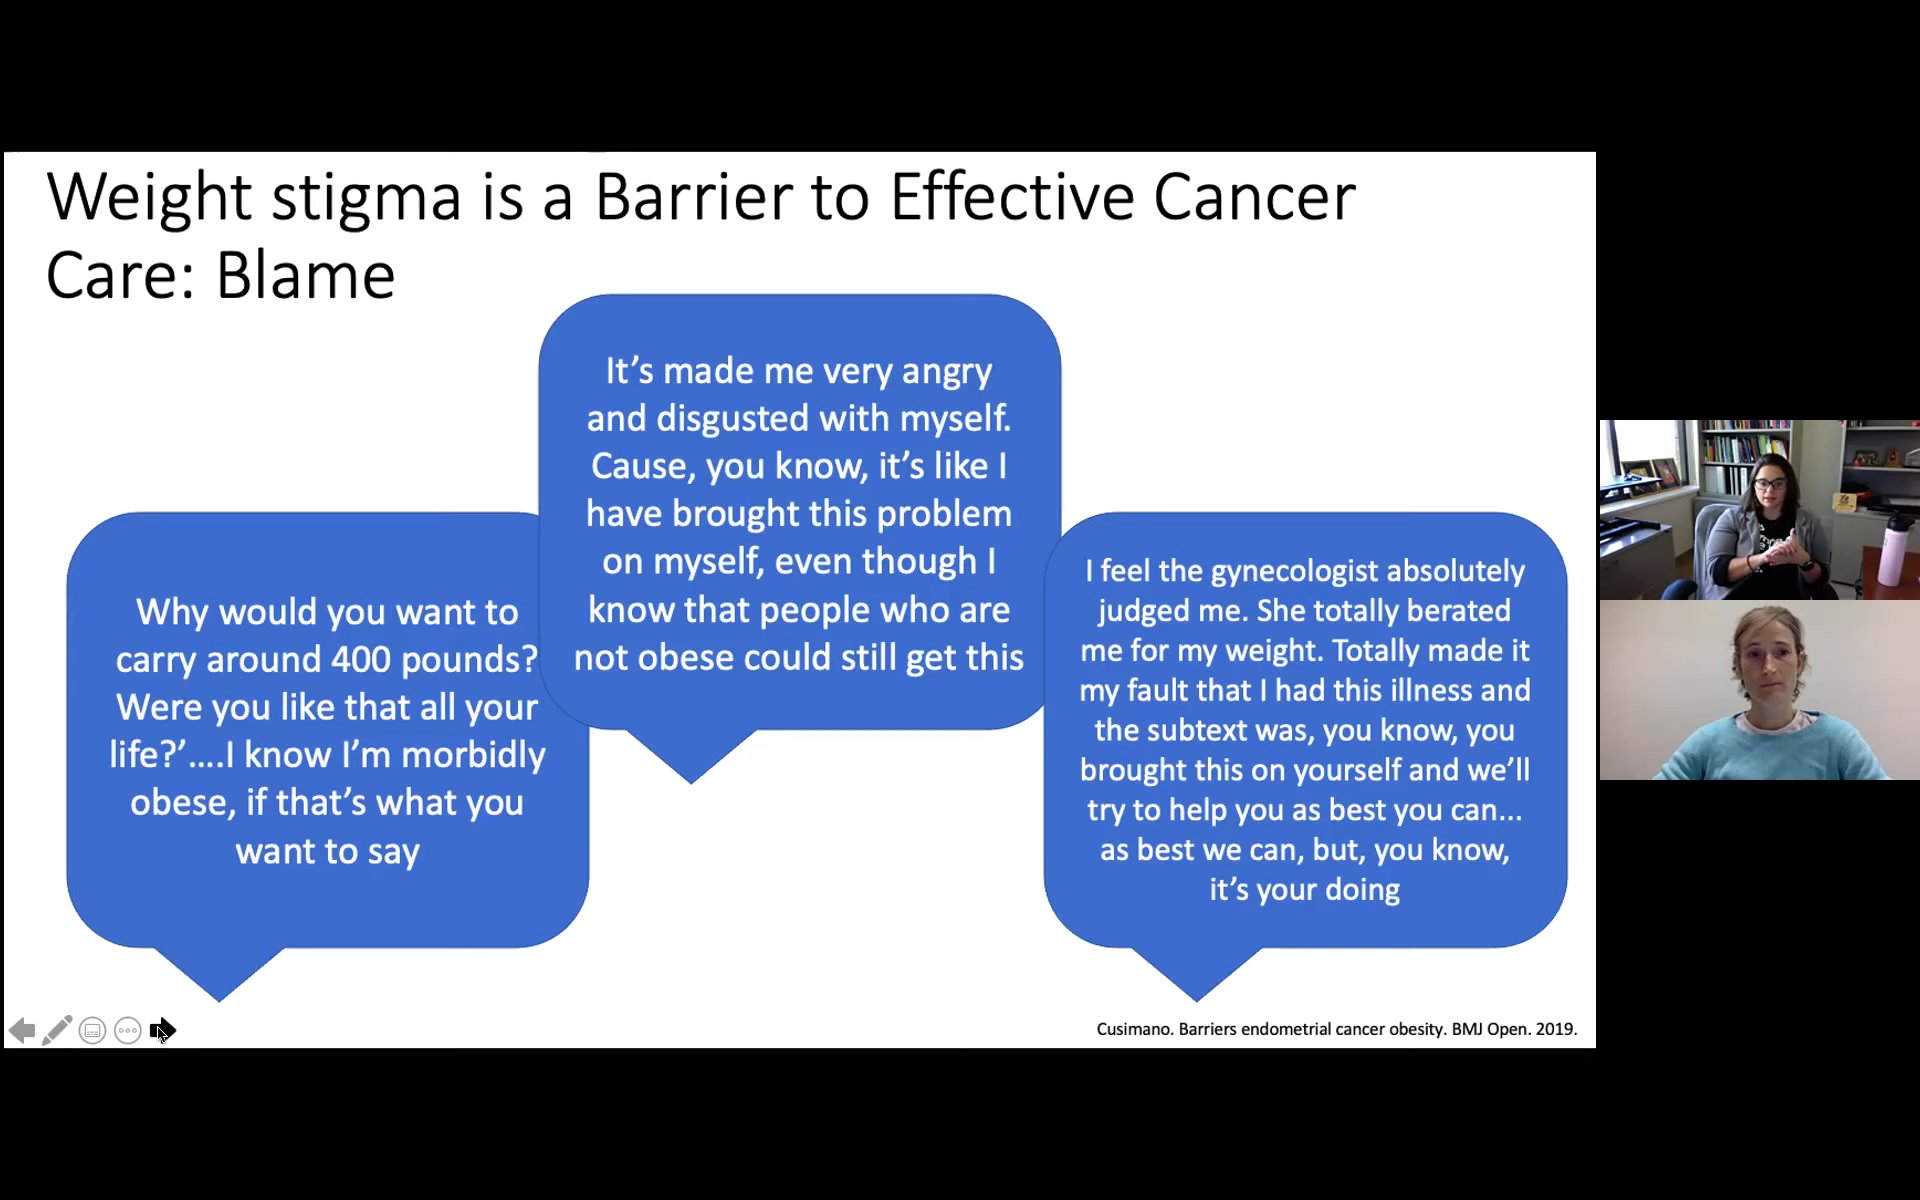 Weight stigma is a Barrier to Effective Cancer
Care: Blame
Why would you want to
carry around 400 pounds?
Were you like that all your
life?’….I know I’m morbidly
obese, if that’s what you
want to say
It’s made me very angry
and disgusted with myself.
Cause, you know, it’s like I
have brought this problem
on myself, even though I
know that people who are
not obese could still get this
I feel the gynecologist absolutely
judged me. She totally berated
me for my weight. Totally made it
my fault that I had this illness and
the subtext was, you know, you
brought this on yourself and we’ll
try to help you as best you can…
as best we can, but, you know,
it’s your doing
Cusimano. Barriers endometrial cancer obesity. BMJ Open. 2019.